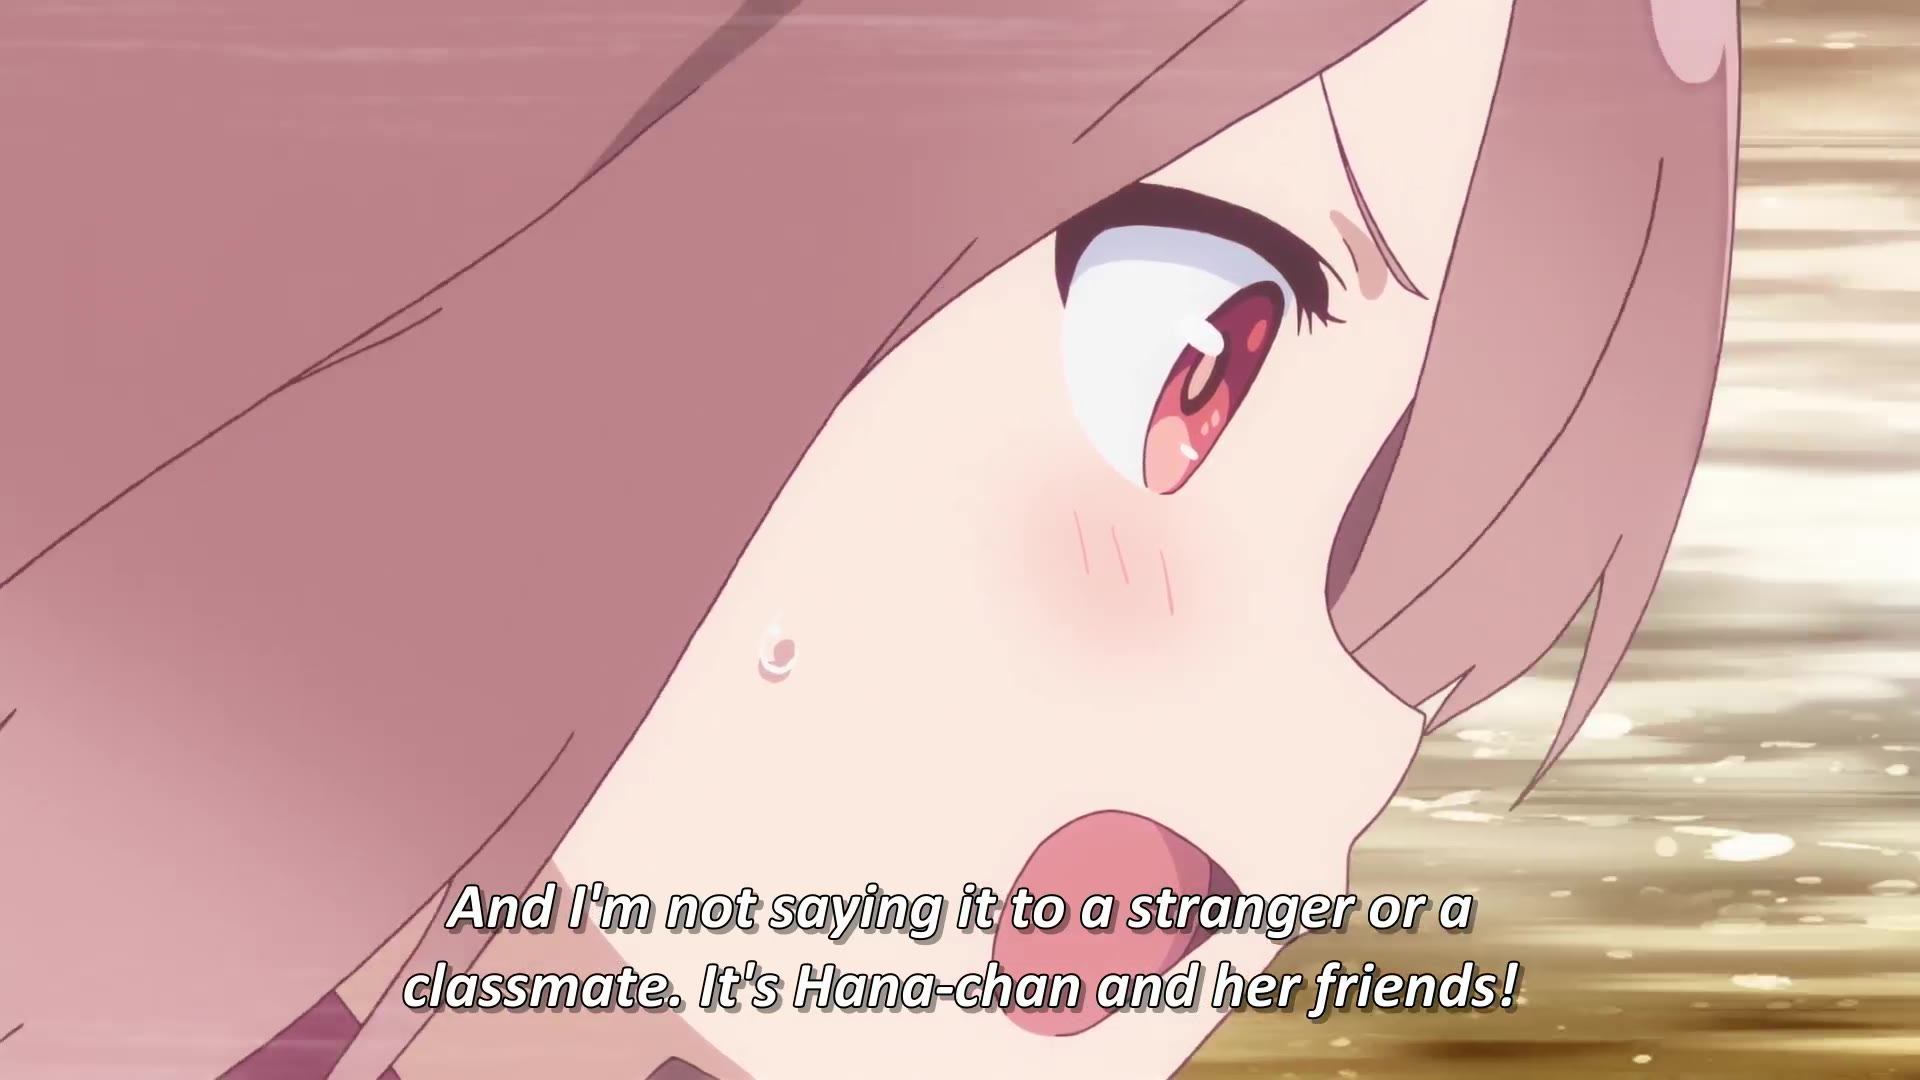 And I'm not saying it to a stranger or a
classmate. It's Hana-chan and her friends!